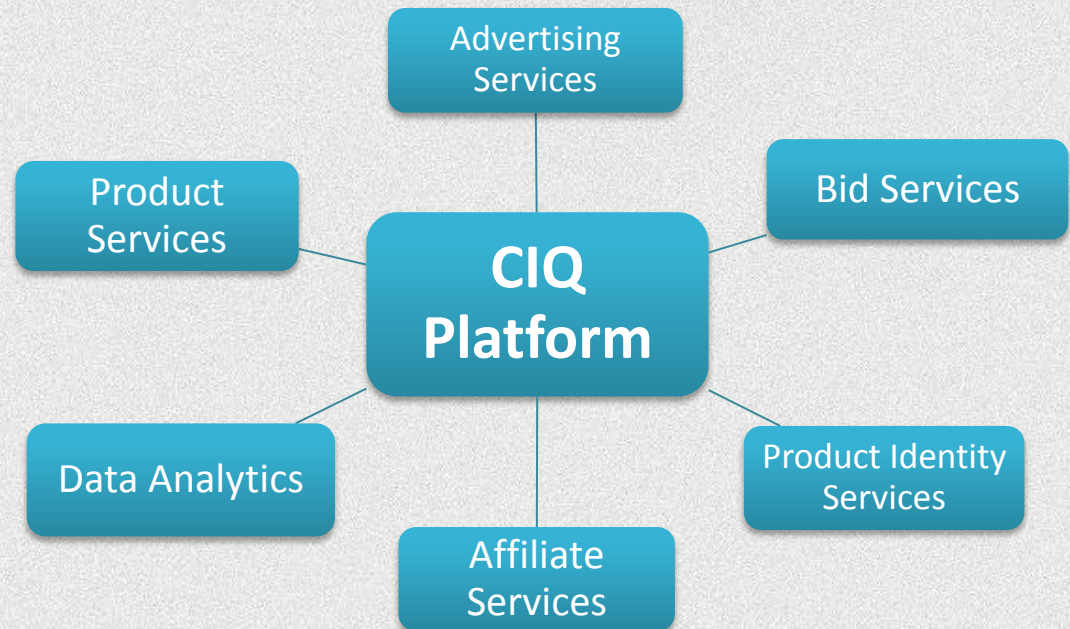 Advertising
Services
Bid Services
Product
Services
CIQ
Platform
Product Identity
Services
Data Analytics
Affiliate
Services